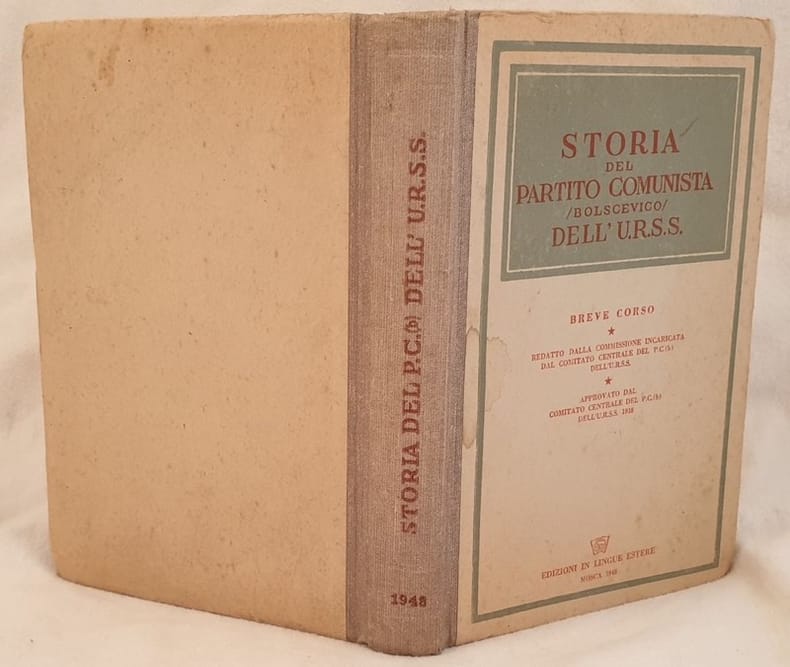 STORIA DEL P.C.(b) DELL' U.R.S.S.
1948
STORIA
DEL
PARTITO COMUNISTA
/BOLSCEVICO/
DELL' U.R.S.S.
BREVE CORSO
★
REDATTO DALLA COMMISSIONE INCARICATA
DAL COMITATO CENTRALE DEL P.C.(b)
DELL'U.R.S.S.
★
APPROVATO DAL
COMITATO CENTRALE DEL P.C.(b)
DELL'U.R.S.S. 1938
EDIZIONI IN LINGUE ESTERE
MOSCA 1948